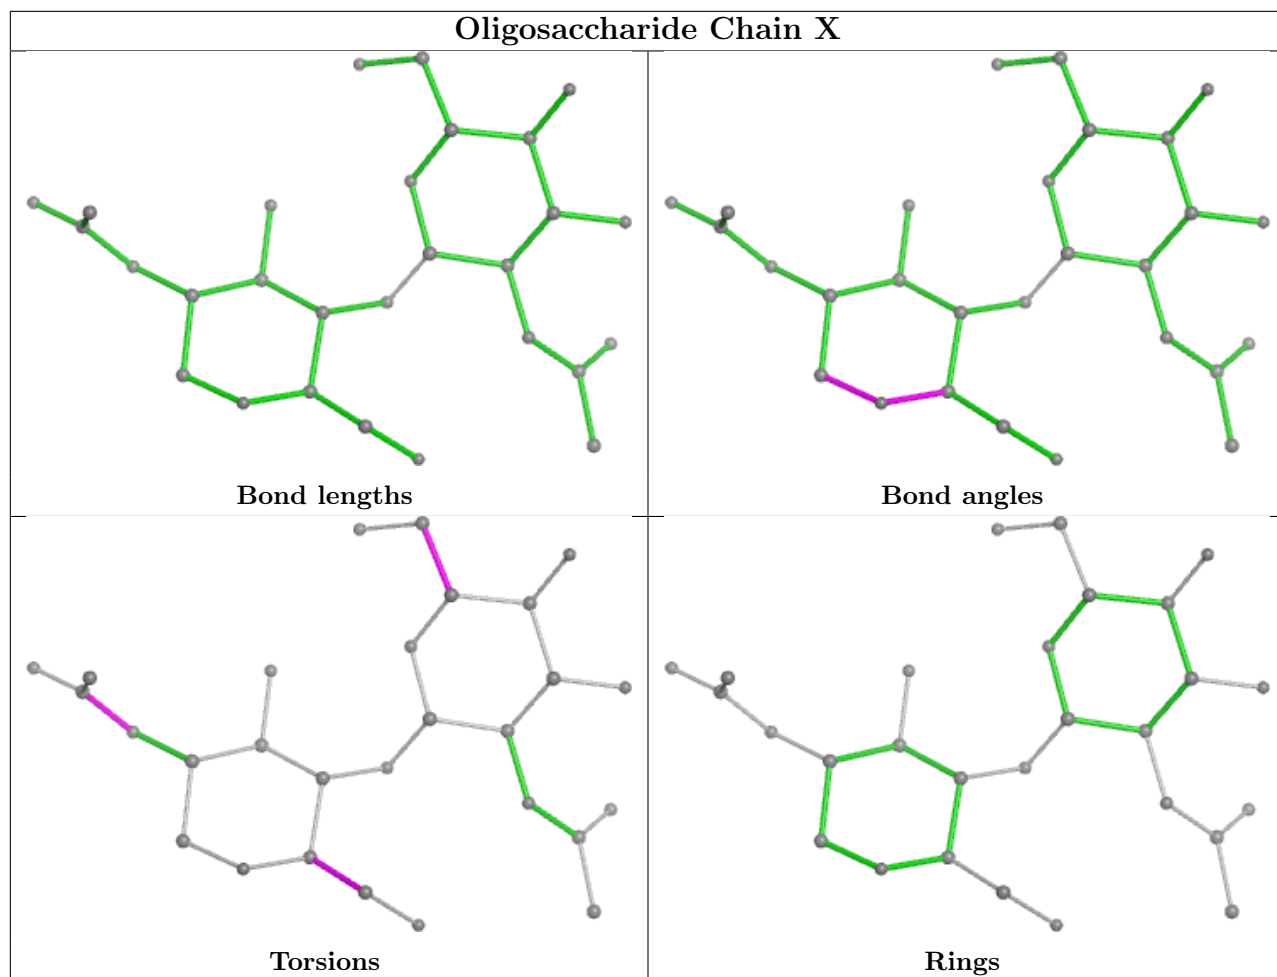 Oligosaccharide Chain X
Bond lengths
Bond angles
Torsions
Rings